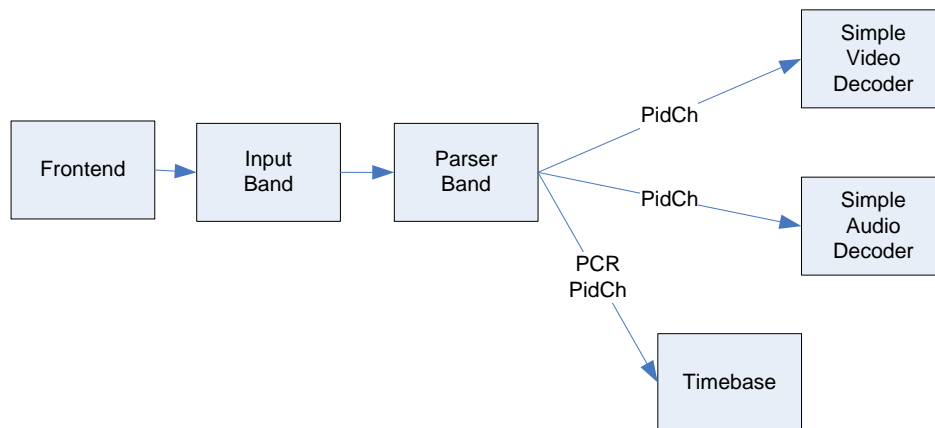 Frontend
Input
Band
Parser
Band
PidCh
PidCh
PCR
PidCh
Simple
Video
Decoder
Simple
Audio
Decoder
Timebase